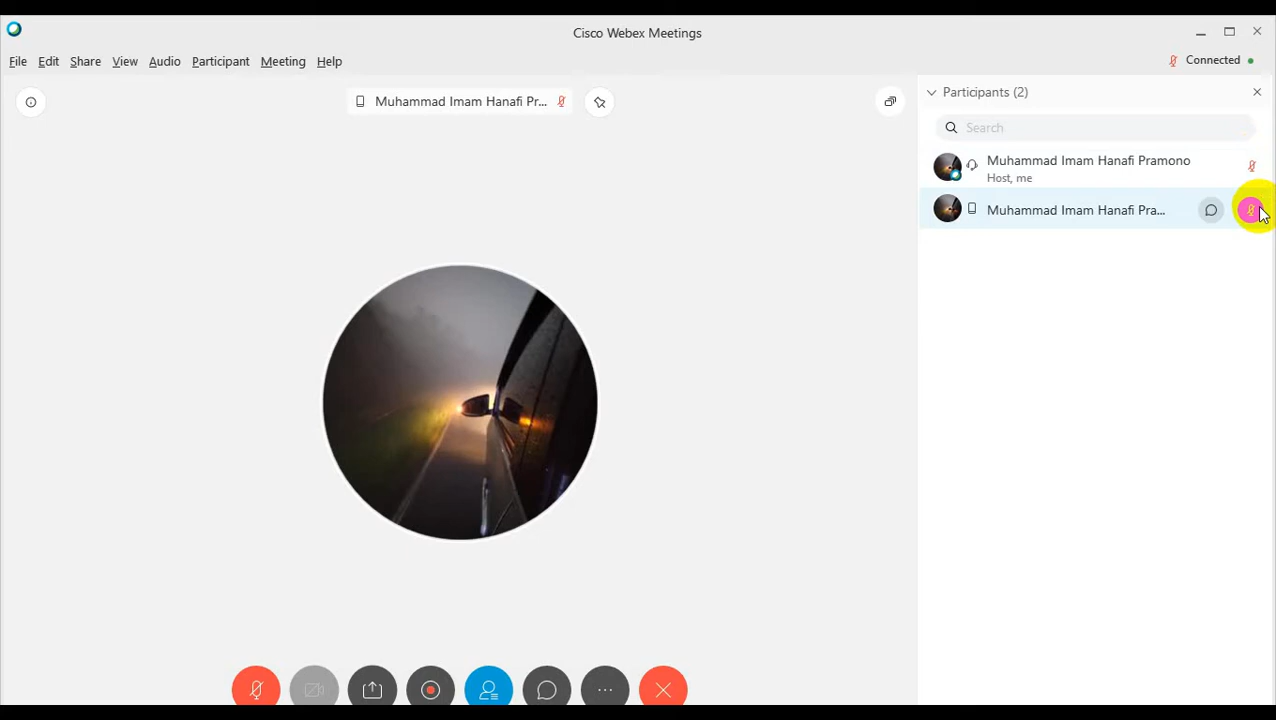 Cisco Webex Meetings
File Edit Share View Audio Participant Meeting Help
Connected
Muhammad Imam Hanafi Pr...
Participants (2)
Search
Muhammad Imam Hanafi Pramono
Host, me
Muhammad Imam Hanafi Pra...